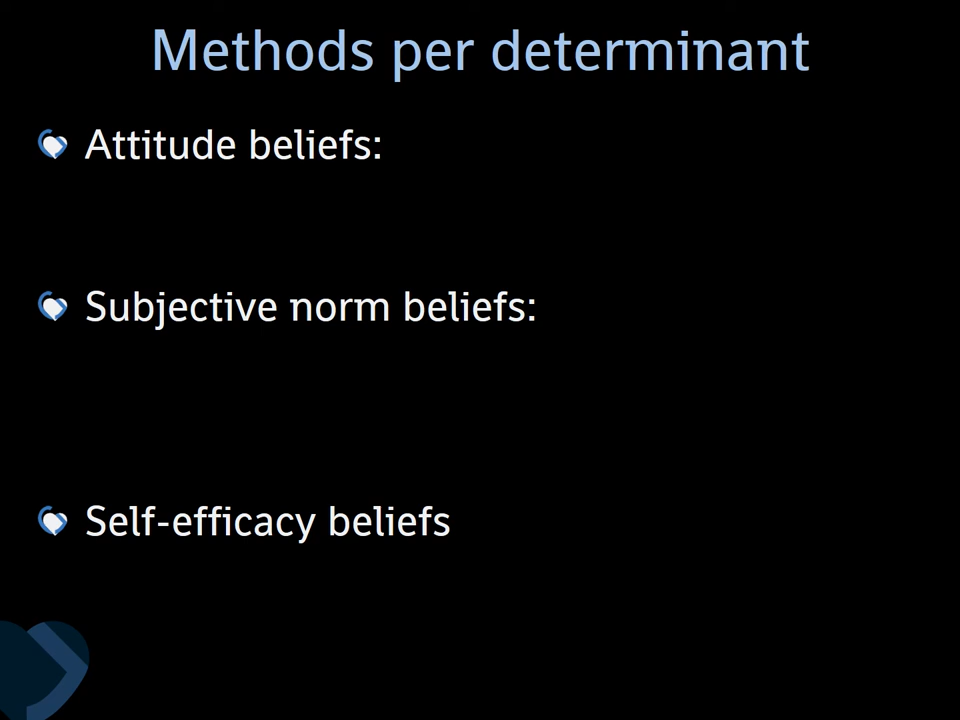 Methods per determinant
Attitude beliefs:
Subjective norm beliefs:
Self-efficacy beliefs